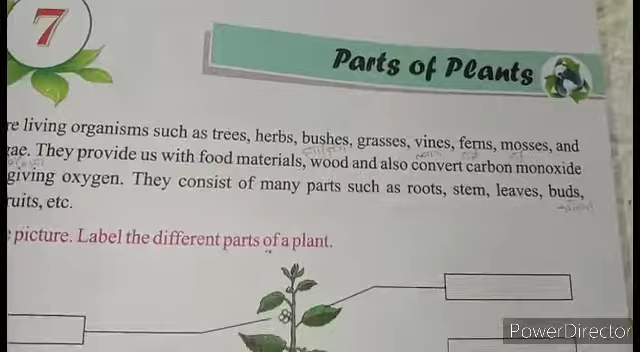 7
Parts of Plants
re living organisms such as trees, herbs, bushes, grasses, vines, ferns, mosses, and
gae. They provide us with food materials, wood and also convert carbon monoxide
giving oxygen. They consist of many parts such as roots, stem, leaves, buds,
ruits, etc.
picture. Label the different parts of a plant.
PowerDirector